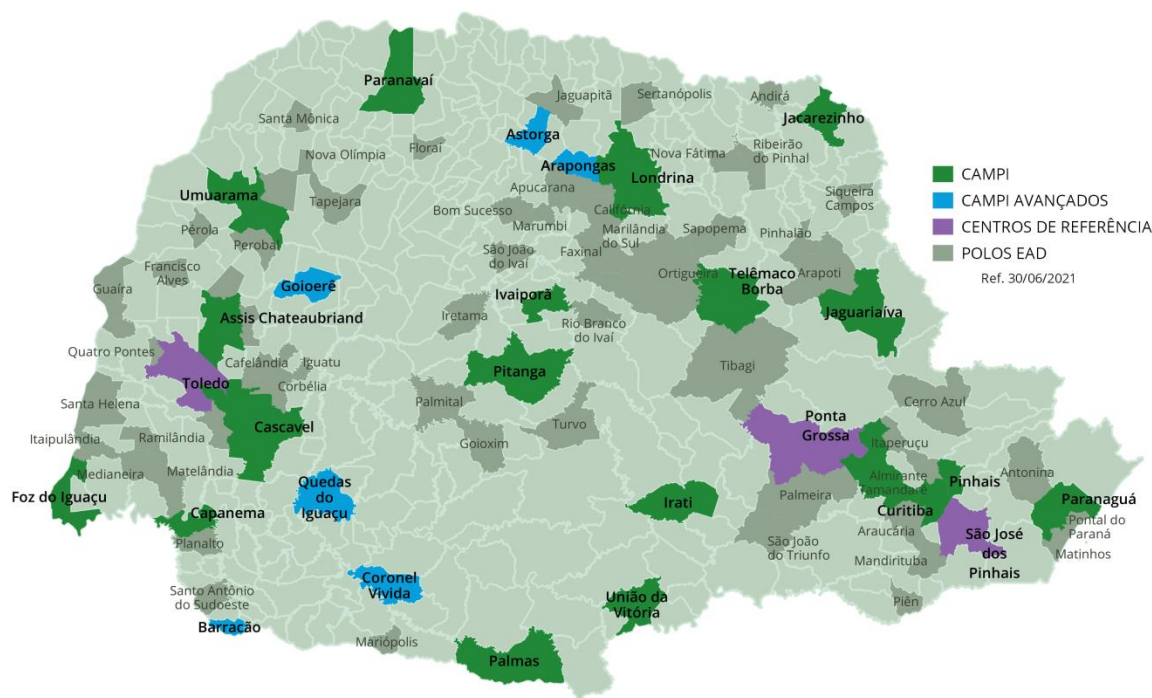 Paranavaí
Jaguapitã
Sertanópolis
Andirá
Santa Mônica
Astorga
Jacarezinho
Floraí
Nova Olímpia
Arapongas
Nova Fátima
Ribeirão
do Pinhal
Londrina
CAMPI
CAMPI AVANÇADOS
CENTROS DE REFERÊNCIA
POLOS EAD
Ref. 30/06/2021
Umuarama
Tapejara
Apucarana
Siqueira
Campos
Bom Sucesso
Califórnia
Marumbi
Marilândia
do Sul
Sapopema
Pinhalão
Pérola
Perobal
São João
do Ivaí
Faxinal
Francisco
Alves
Ortigueira
Telêmaco
Borba
Arapoti
Guaíra
Goioerê
Ivaiporã
Assis Chateaubriand
Iretama
Rio Branco
do Ivaí
Jaguariaíva
Quatro Pontes
Cafelândia
Iguatu
Toledo
Corbélia
Pitanga
Tibagi
Santa Helena
Palmital
Cerro Azul
Cascavel
Turvo
Ponta
Grossa
Itaipulândia
Ramilândia
Goioxim
Itaperuçu
Medianeira
Matelândia
Almirante
Tamandaré
Pinhais
Antonina
Foz do Iguaçu
Quedas
do
Iguaçu
Palmeira
Paranaguá
Capanema
Irati
Curitiba
Planalto
Araucária
São José
dos
Pinhais
Pontal do
Paraná
São João
do Triunfo
Matinhos
Mandirituba
Coronel
Vivida
Santo Antônio
do Sudoeste
União da
Vitória
Piên
Barracão
Mariópolis
Palmas